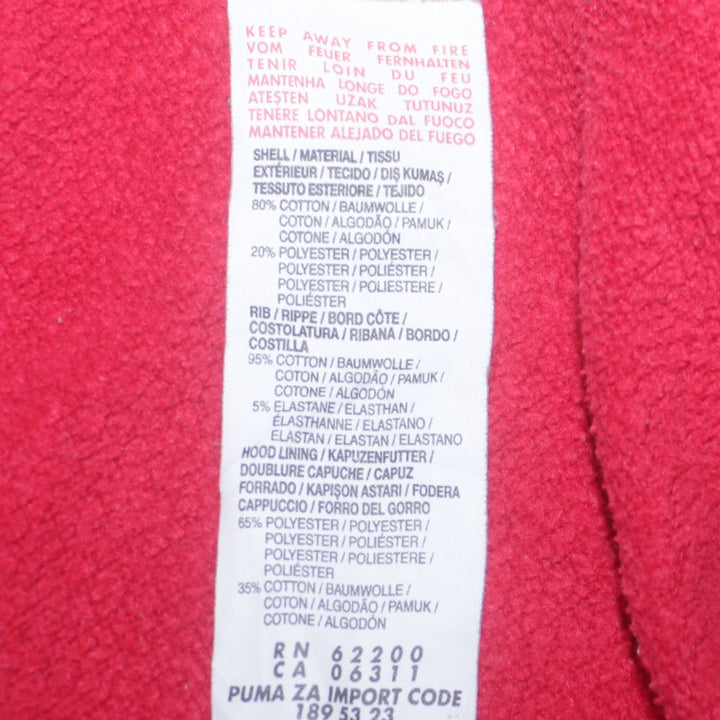 KEEP AWAY FROM FIRE
VOM FEUER FERNHALTEN
TENIR LOIN DU FEU
MANTENHA LONGE DO FOGO
ATEŞTEN UZAK TUTUNUZ
TENERE LONTANO DAL FUOCO
MANTENER ALEJADO DEL FUEGO
SHELL / MATERIAL / TISSU
EXTÉRIEUR / TECIDO / DIŞ KUMAŞ /
TESSUTO ESTERIORE / TEJIDO
80% COTTON / BAUMWOLLE /
COTON / ALGODÃO / PAMUK /
COTONE / ALGODÓN
20% POLYESTER / POLYESTER /
POLYESTER / POLIÉSTER /
POLYESTER / POLIESTERE /
POLIÉSTER
RIB / RIPPE / BORD CÔTE /
COSTOLATURA / RIBANA / BORDO /
COSTILLA
95% COTTON / BAUMWOLLE /
COTON / ALGODÃO / PAMUK /
COTONE / ALGODÓN
5% ELASTANE / ELASTHAN /
ÉLASTHANNE / ELASTANO /
ELASTAN / ELASTAN / ELASTANO
HOOD LINING / KAPUZENFUTTER /
DOUBLURE CAPUCHE / CAPUZ
FORRADO / KAPIŞON ASTARI / FODERA
CAPPUCCIO / FORRO DEL GORRO
65% POLYESTER / POLYESTER /
POLYESTER / POLIÉSTER /
POLYESTER / POLIESTERE /
POLIÉSTER
35% COTTON / BAUMWOLLE /
COTON / ALGODÃO / PAMUK /
COTONE / ALGODÓN
RN 62200
CA 06311
PUMA ZA IMPORT CODE
189 53 23